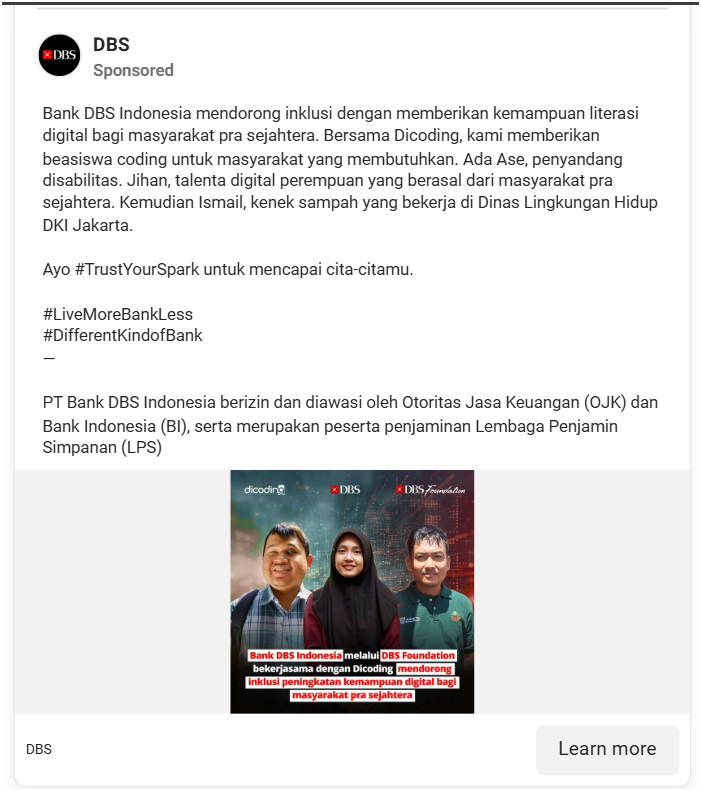 DBS
DBS
Sponsored
Bank DBS Indonesia mendorong inklusi dengan memberikan kemampuan literasi
digital bagi masyarakat pra sejahtera. Bersama Dicoding, kami memberikan
beasiswa coding untuk masyarakat yang membutuhkan. Ada Ase, penyandang
disabilitas. Jihan, talenta digital perempuan yang berasal dari masyarakat pra
sejahtera. Kemudian Ismail, kenek sampah yang bekerja di Dinas Lingkungan Hidup
DKI Jakarta.
Ayo #TrustYourSpark untuk mencapai cita-citamu.
#LiveMoreBankLess
#DifferentKindofBank
—
PT Bank DBS Indonesia berizin dan diawasi oleh Otoritas Jasa Keuangan (OJK) dan
Bank Indonesia (BI), serta merupakan peserta penjaminan Lembaga Penjamin
Simpanan (LPS)
dicoding DBS DBS Foundation
Bank DBS Indonesia melalui DBS Foundation
bekerjasama dengan Dicoding mendorong
inklusi peningkatan kemampuan digital bagi
masyarakat pra sejahtera
DBS
Learn more